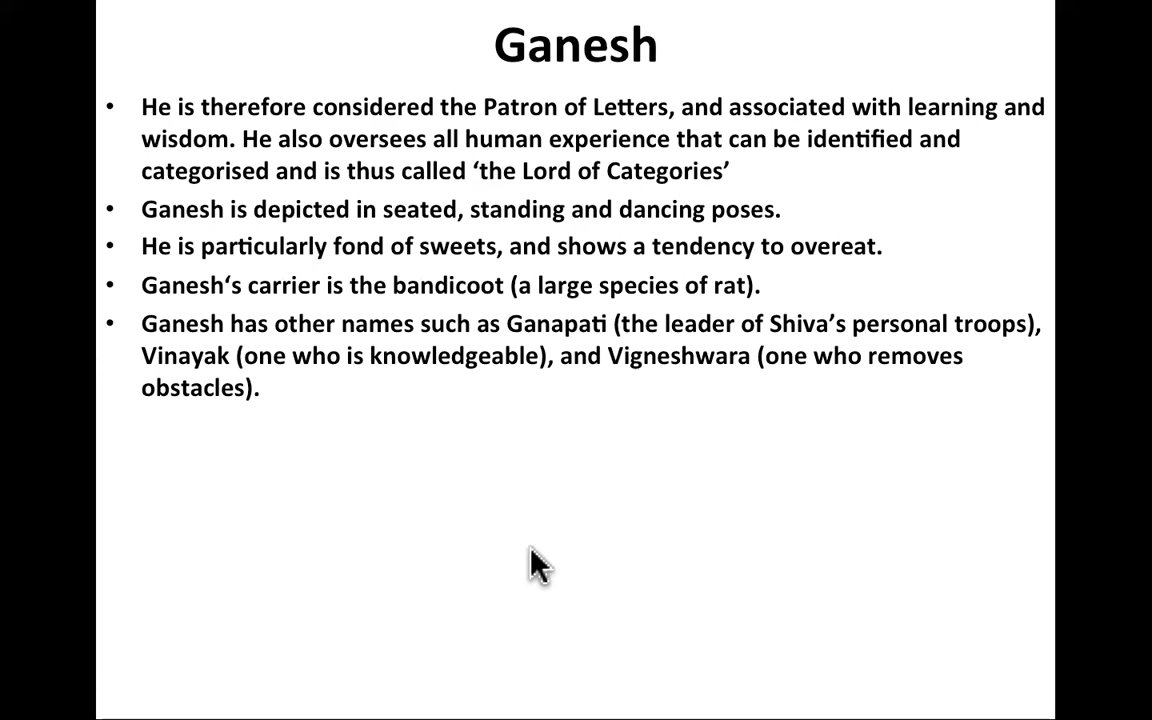 Ganesh
• He is therefore considered the Patron of Letters, and associated with learning and
wisdom. He also oversees all human experience that can be identified and
categorised and is thus called ‘the Lord of Categories’
• Ganesh is depicted in seated, standing and dancing poses.
• He is particularly fond of sweets, and shows a tendency to overeat.
• Ganesh‘s carrier is the bandicoot (a large species of rat).
• Ganesh has other names such as Ganapati (the leader of Shiva’s personal troops),
Vinayak (one who is knowledgeable), and Vigneshwara (one who removes
obstacles).